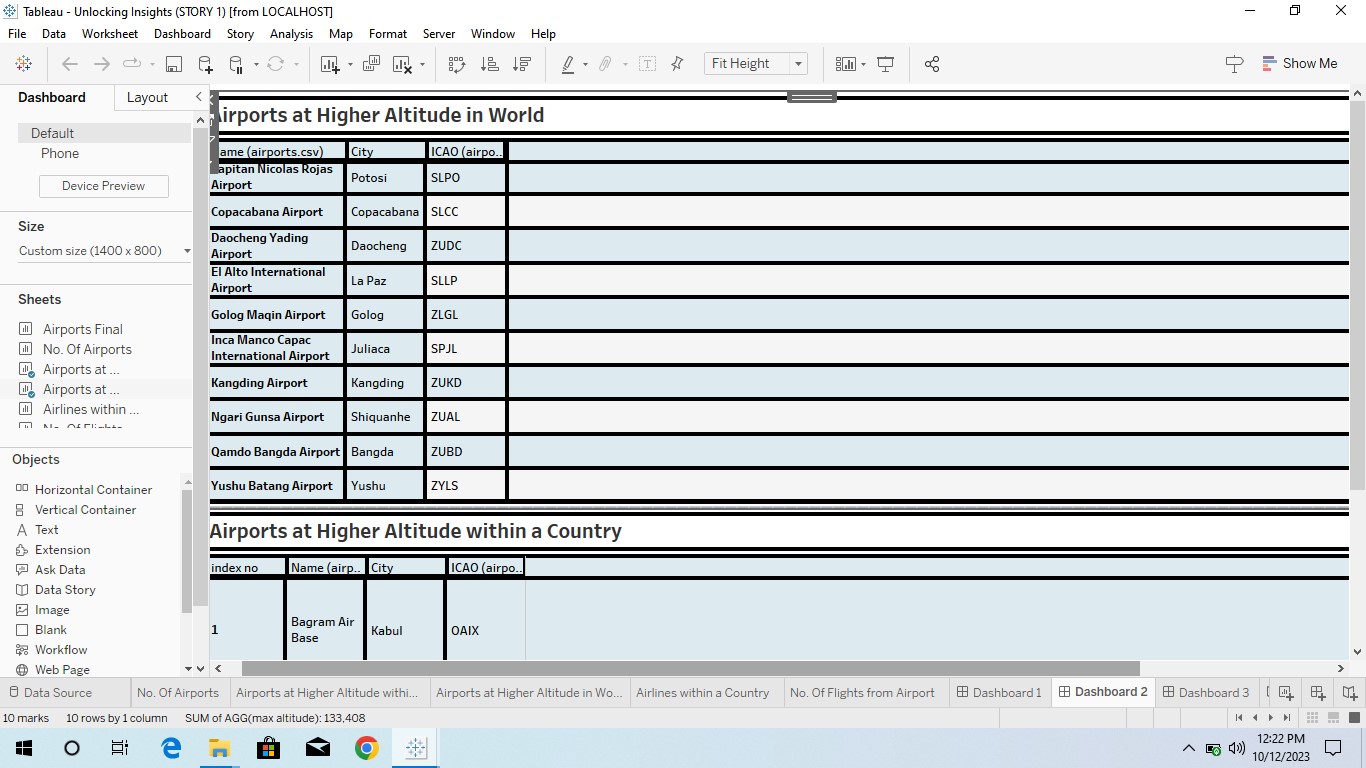 Tableau - Unlocking Insights (STORY 1) [from LOCALHOST]
File Data Worksheet Dashboard Story Analysis Map Format Server Window Help
Fit Height
Show Me
Dashboard Layout
Default
Phone
Device Preview
Size
Custom size (1400 x 800)
Sheets
Airports Final
No. Of Airports
Airports at ...
Airports at ...
Airlines within ...
No. Of Flights
Objects
Horizontal Container
Vertical Container
Text
Extension
Ask Data
Data Story
Image
Blank
Workflow
Web Page
Airports at Higher Altitude in World
ame (airports.csv) City ICAO (airpo..
apitan Nicolas Rojas
Airport Potosi SLPO
Copacabana Airport Copacabana SLCC
Daocheng Yading
Airport Daocheng ZUDC
El Alto International
Airport La Paz SLLP
Golog Maqin Airport Golog ZLGL
Inca Manco Capac
International Airport Juliaca SPJL
Kangding Airport Kangding ZUKD
Ngari Gunsa Airport Shiquanhe ZUAL
Qamdo Bangda Airport Bangda ZUBD
Yushu Batang Airport Yushu ZYLS
Airports at Higher Altitude within a Country
index no Name (airp.. City ICAO (airpo..
1 Bagram Air
Base Kabul OAIX
Data Source No. Of Airports Airports at Higher Altitude withi... Airports at Higher Altitude in Wo... Airlines within a Country No. Of Flights from Airport Dashboard 1 Dashboard 2 Dashboard 3
10 marks 10 rows by 1 column SUM of AGG(max altitude): 133.408
12:22 PM
10/12/2023